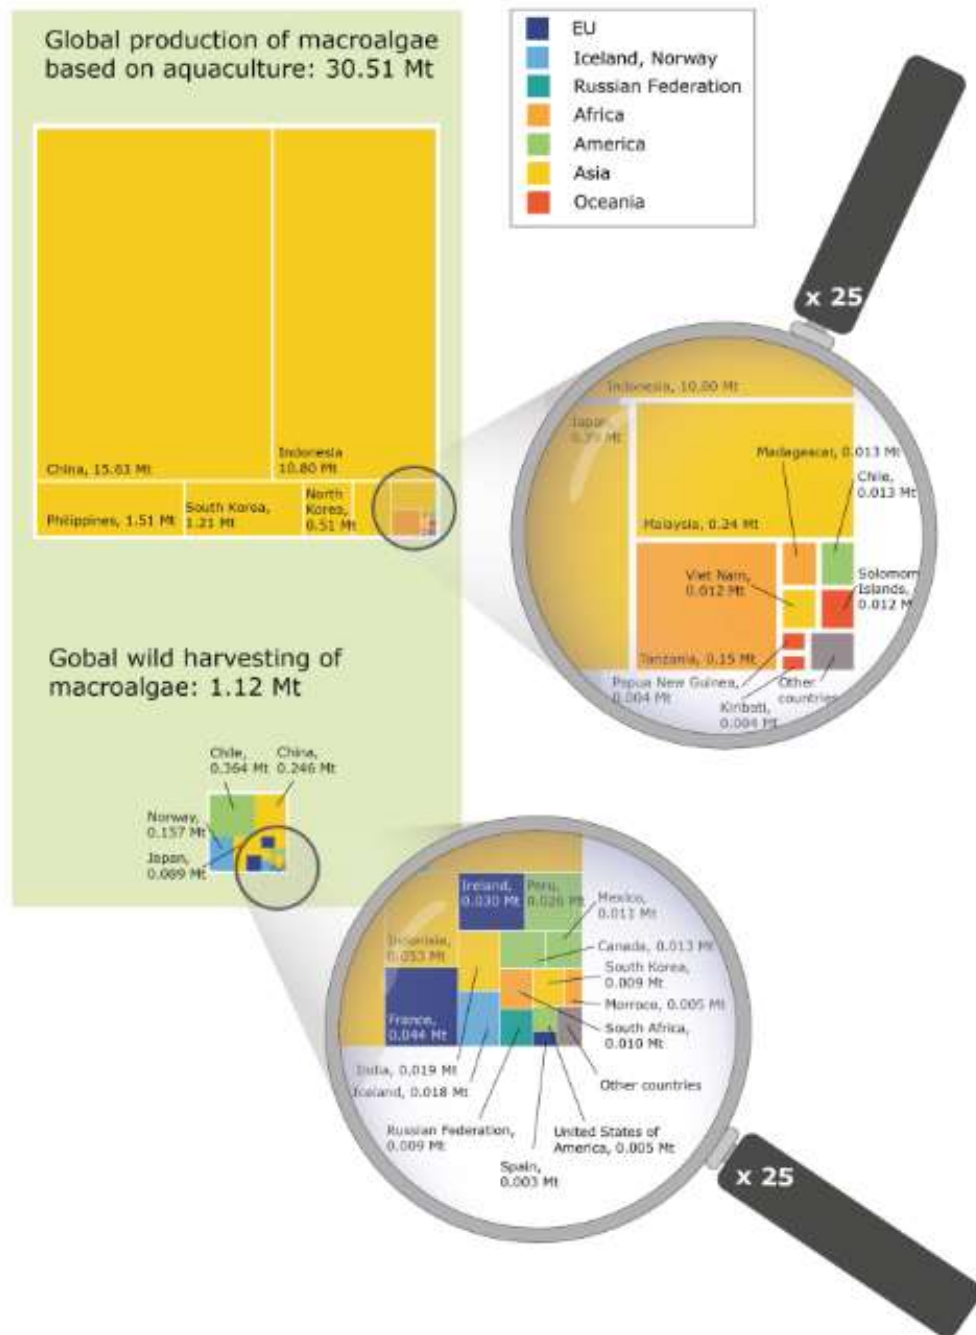 Global production of macroalgae
based on aquaculture: 30.51 Mt
EU
Iceland, Norway
Russian Federation
Africa
America
Asia
Oceania
x 25
China, 15.63 Mt
Indonesia
10.80 Mt
Philippines, 1.51 Mt
South Korea,
1.21 Mt
North
Korea,
0.51 Mt
Indonesia, 10.80 Mt
Japan,
0.39 Mt
Madagascar, 0.013 Mt
Chile,
0.013 Mt
Malaysia, 0.24 Mt
Viet Nam,
0.012 Mt
Solomom
Islands,
0.012 M
Tanzania, 0.15 Mt
Papua New Guinea,
0.004 Mt
Kiribati,
0.004 Mt
Other
countries
Gobal wild harvesting of
macroalgae: 1.12 Mt
Chile,
0.364 Mt
China,
0.246 Mt
Norway,
0.157 Mt
Japan,
0.089 Mt
Ireland,
0.030 Mt
Peru,
0.026 Mt
Mexico,
0.013 Mt
Canada, 0.013 Mt
0.053 Mt
South Korea,
0.009 Mt
Morroco, 0.005 Mt
France,
0.044 Mt
South Africa,
0.010 Mt
India, 0.019 Mt
Iceland, 0.018 Mt
Other countries
Russian Federation,
0.009 Mt
United States of
America, 0.005 Mt
Spain,
0.003 Mt
x 25